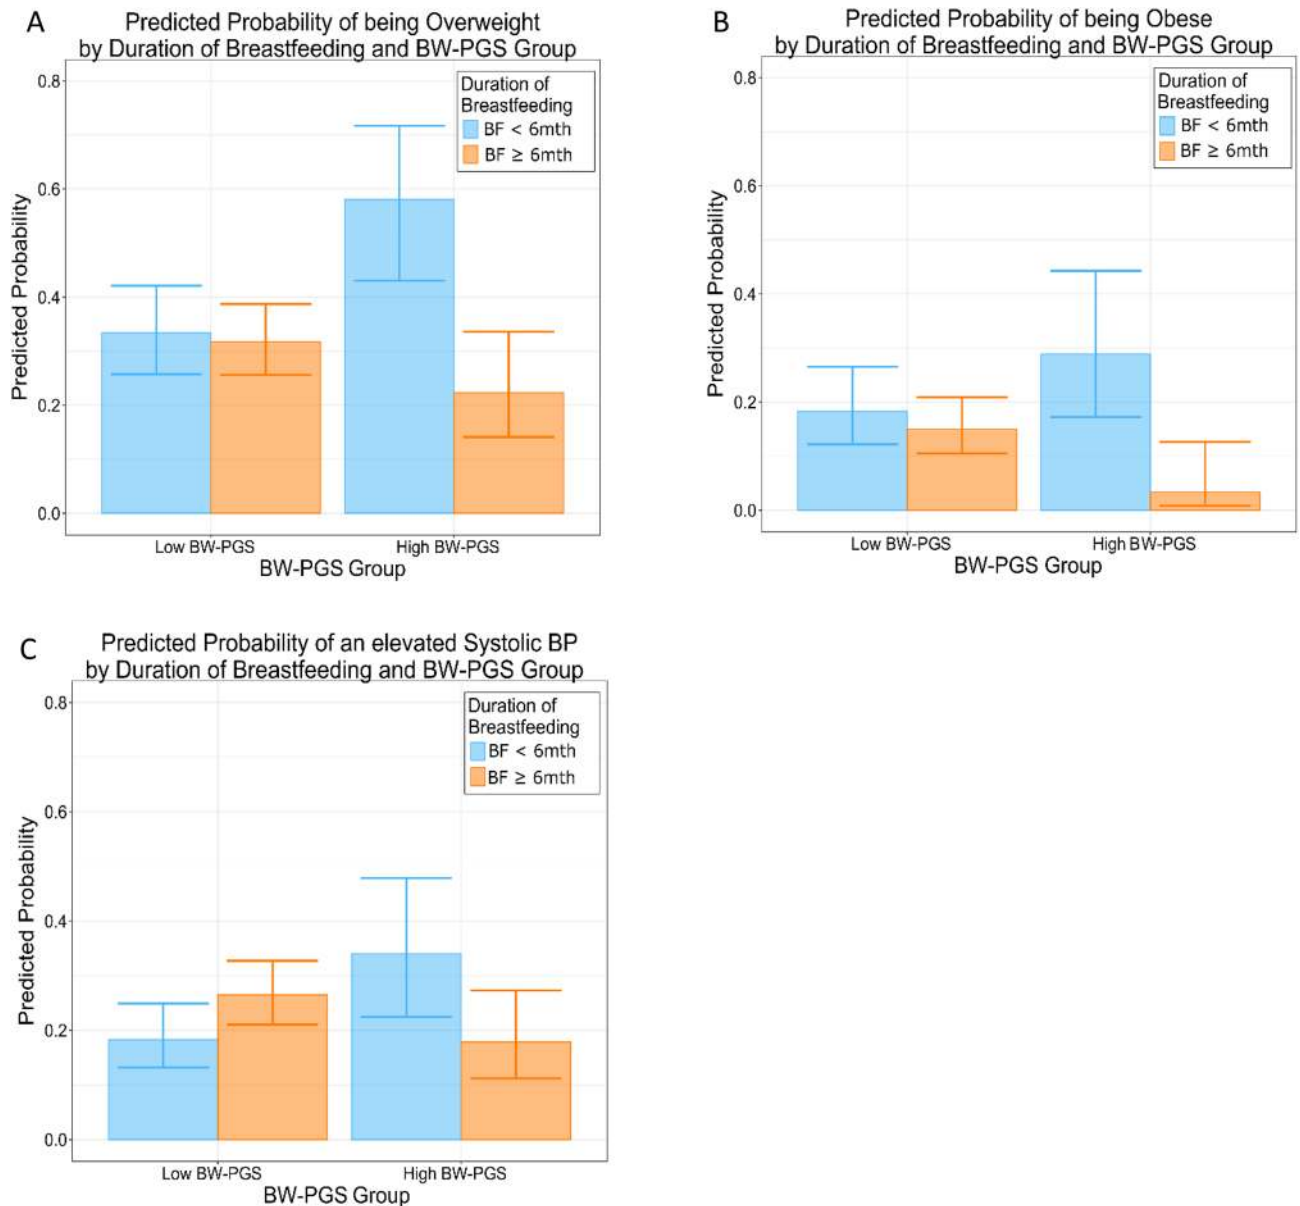 A
Predicted Probability of being Overweight
by Duration of Breastfeeding and BW-PGS Group
Predicted Probability
0.8
0.6
0.4
0.2
0.0
Duration of
Breastfeeding
BF < 6mth
BF ≥ 6mth
Low BW-PGS
High BW-PGS
BW-PGS Group
B
Predicted Probability of being Obese
by Duration of Breastfeeding and BW-PGS Group
Predicted Probability
0.8
0.6
0.4
0.2
0.0
Duration of
Breastfeeding
BF < 6mth
BF ≥ 6mth
Low BW-PGS
High BW-PGS
BW-PGS Group
C
Predicted Probability of an elevated Systolic BP
by Duration of Breastfeeding and BW-PGS Group
Predicted Probability
0.8
0.6
0.4
0.2
0.0
Duration of
Breastfeeding
BF < 6mth
BF ≥ 6mth
Low BW-PGS
High BW-PGS
BW-PGS Group